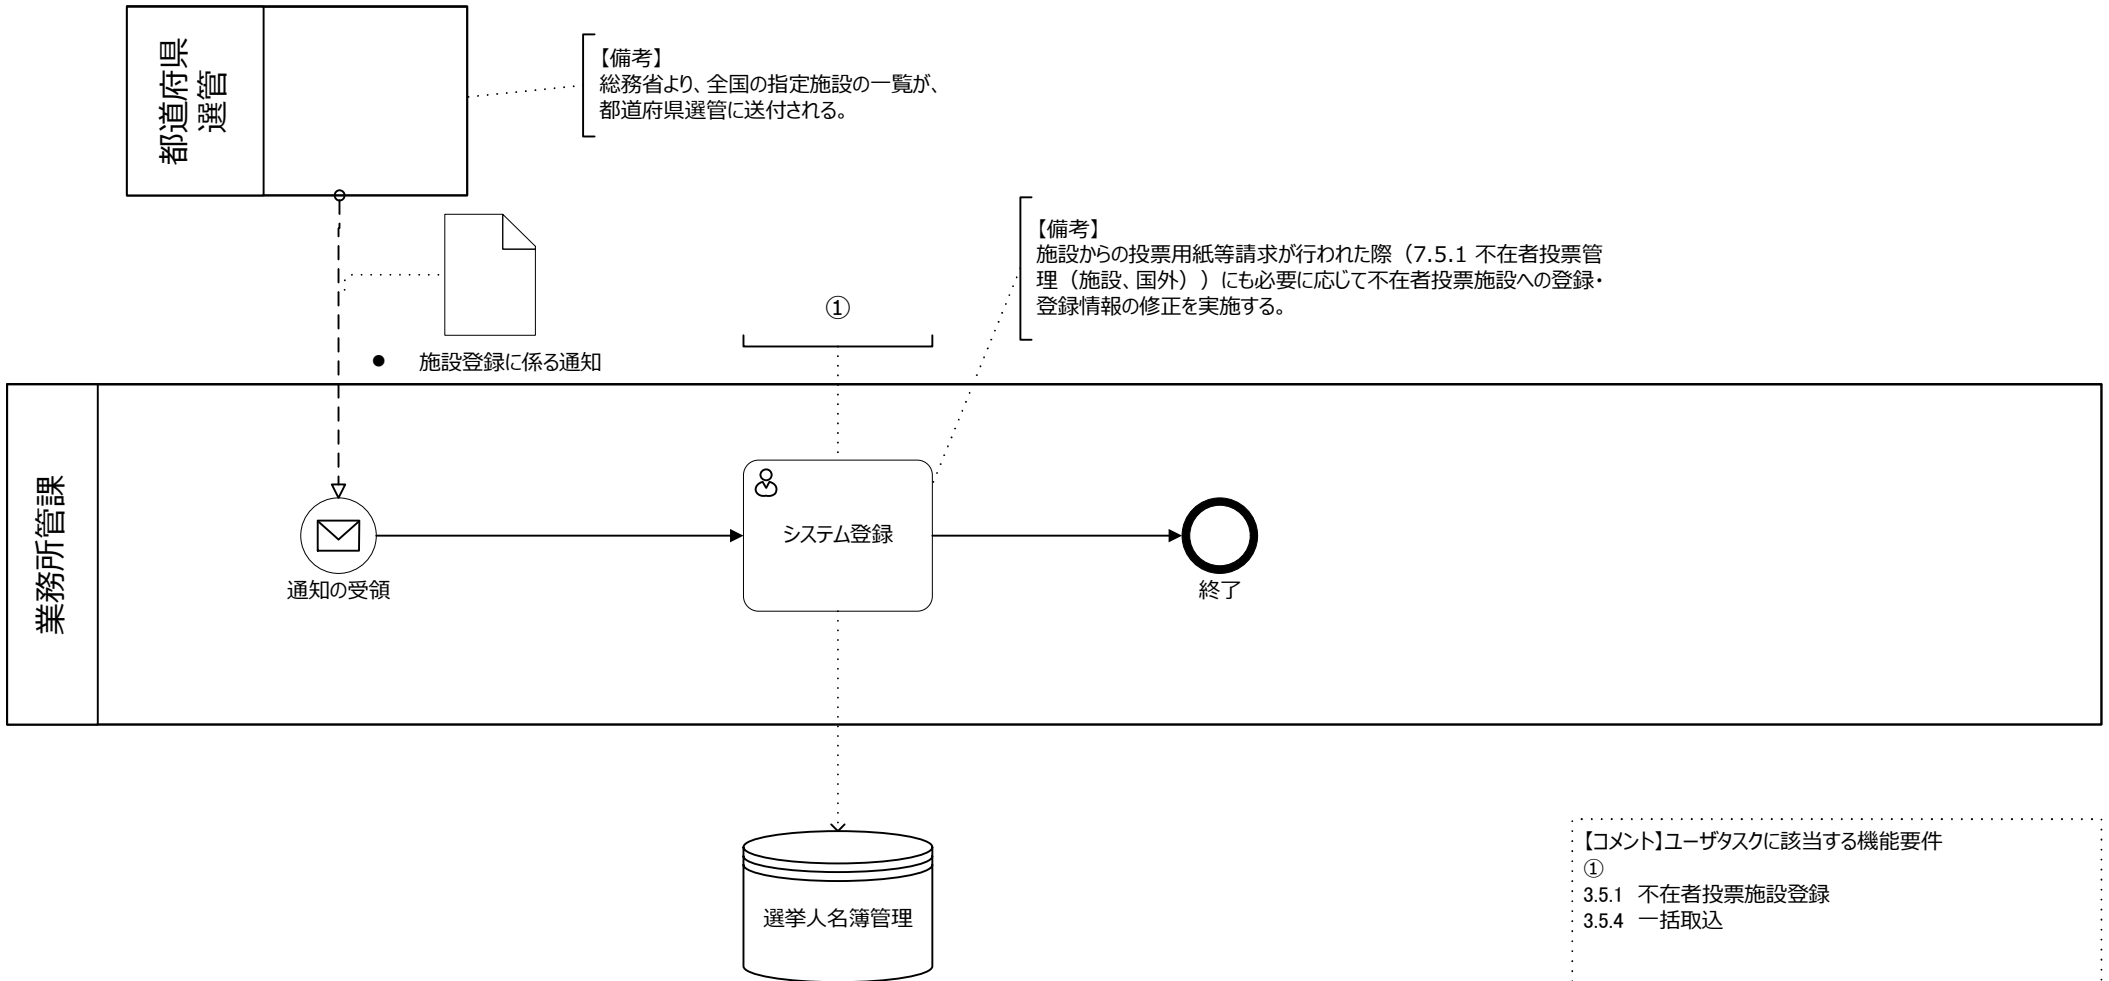 都道府県
選管
【備考】
総務省より、全国の指定施設の一覧が、
都道府県選管に送付される。
【備考】
施設からの投票用紙等請求が行われた際（7.5.1 不在者投票管
理（施設、国外））にも必要に応じて不在者投票施設への登録・
登録情報の修正を実施する。
①
● 施設登録に係る通知
業務所管課
システム登録
通知の受領
終了
選挙人名簿管理
【コメント】ユーザタスクに該当する機能要件
①
3.5.1 不在者投票施設登録
3.5.4 一括取込